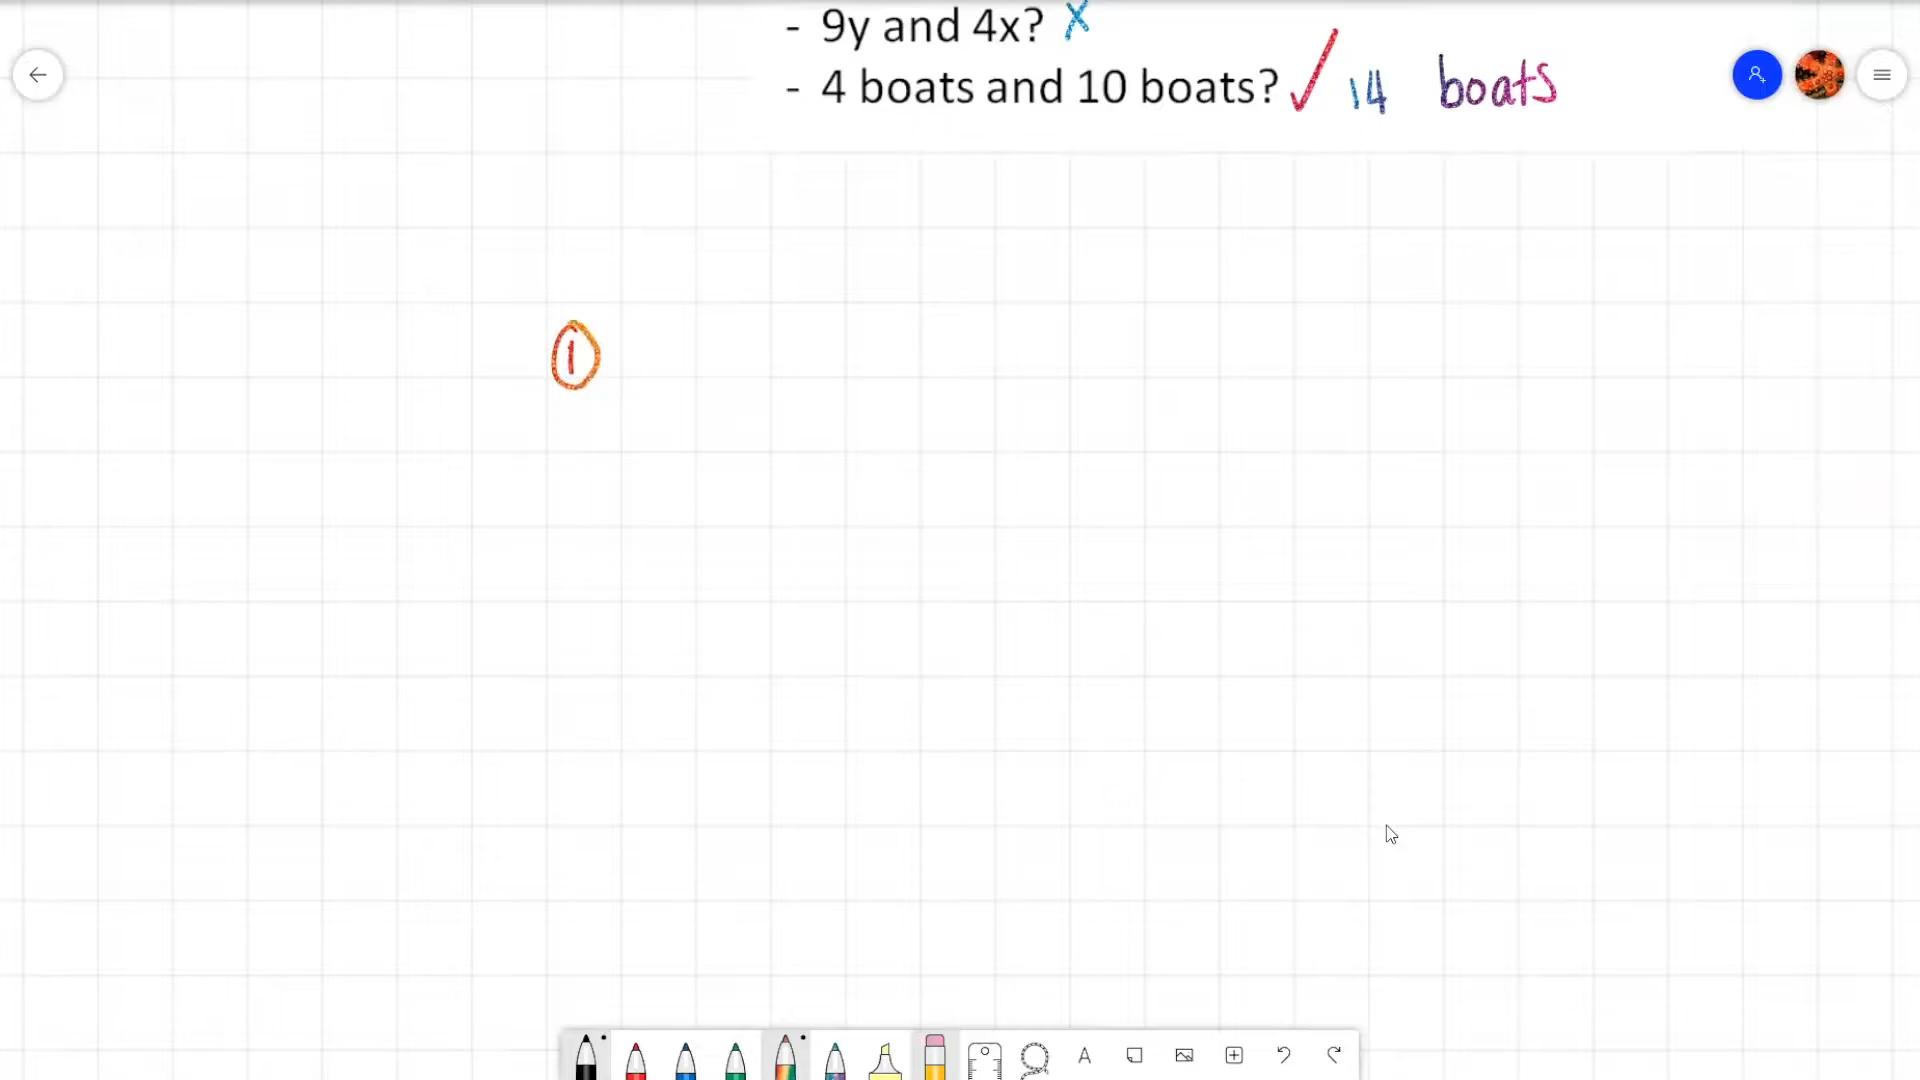 - 9y and 4x? x
- 4 boats and 10 boats? ✓ 14 boats
1
A